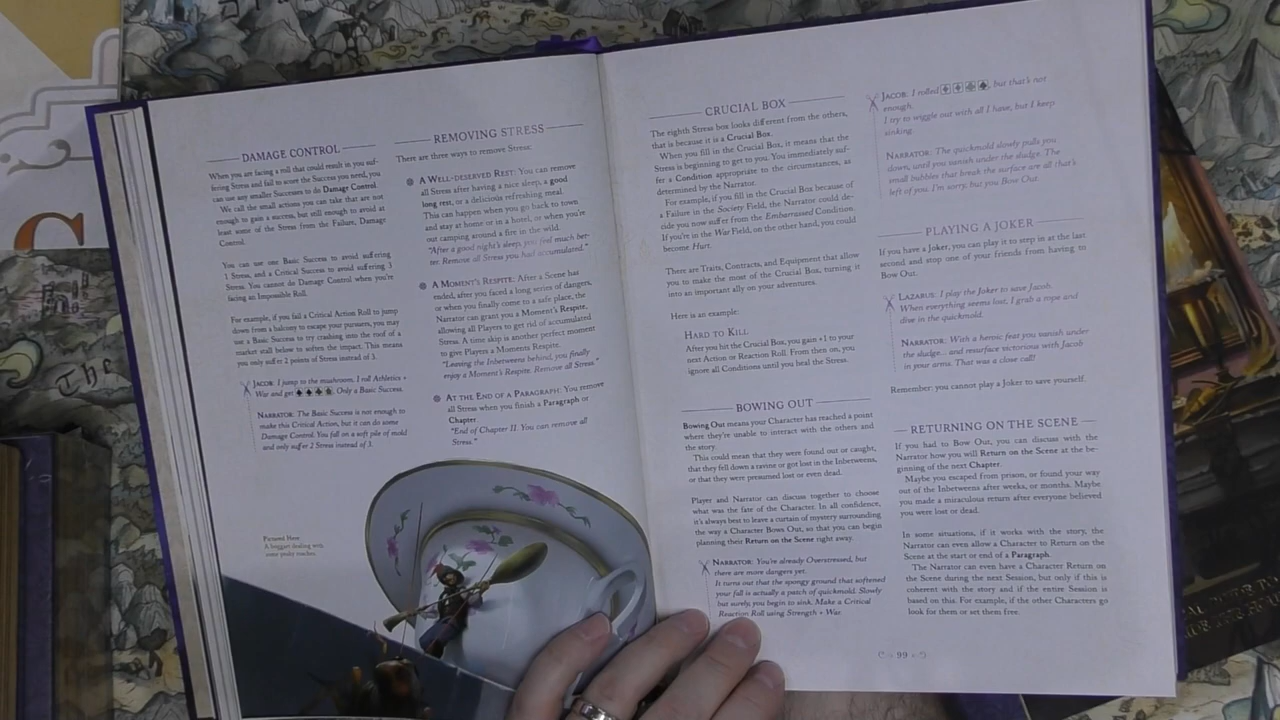 DAMAGE CONTROL
When you are facing a roll that could result in you suf-
fering Stress and fail to score the Success you need, you
can use any smaller Successes to do Damage Control.
We call the small actions you can take that are not
enough to gain a success, but still enough to avoid at
least some of the Stress from the Failure, Damage
Control.
You can use one Basic Success to avoid suffering
1 Stress, and a Critical Success to avoid suffering 3
Stress. You cannot do Damage Control when you're
facing an Impossible Roll.
For example, if you fail a Critical Action Roll to jump
down from a balcony to escape your pursuers, you may
use a Basic Success to try crashing into the roof of a
market stall below to soften the impact. This means
you only suffer 2 points of Stress instead of 3.
JACOB: I jump to the mushroom. I roll Athletics +
War and get ♠♠♠♠. Only a Basic Success.
NARRATOR: The Basic Success is not enough to
make this Critical Action, but it can do some
Damage Control. You fall on a soft pile of mold
and only suffer 2 Stress instead of 3.
Pictured Here
A beggar dealing with
some pesky roaches.
REMOVING STRESS
There are three ways to remove Stress:
A WELL-DESERVED REST: You can remove
all Stress after having a nice sleep, a good
long rest, or a delicious refreshing meal.
This can happen when you go back to town
and stay at home or in a hotel, or when you're
out camping around a fire in the wild.
"After a good night's sleep, you feel much bet-
ter. Remove all Stress you had accumulated."
A MOMENT'S RESPITE: After a Scene has
ended, after you faced a long series of dangers,
or when you finally come to a safe place, the
Narrator can grant you a Moment's Respite,
allowing all Players to get rid of accumulated
Stress. A time skip is another perfect moment
to give Players a Moment's Respite.
"Leaving the Inbetweens behind, you finally
enjoy a Moment's Respite. Remove all Stress"
AT THE END OF A PARAGRAPH: You remove
all Stress when you finish a Paragraph or
Chapter.
"End of Chapter II. You can remove all
Stress."
CRUCIAL BOX
The eighth Stress box looks different from the others,
that is because it is a Crucial Box.
When you fill in the Crucial Box, it means that the
Stress is beginning to get to you. You immediately suf-
fer a Condition appropriate to the circumstances, as
determined by the Narrator.
For example, if you fill in the Crucial Box because of
a Failure in the Society Field, the Narrator could de-
cide you now suffer from the Embarrassed Condition.
If you're in the War Field, on the other hand, you could
become Hurt.
There are Traits, Contracts, and Equipment that allow
you to make the most of the Crucial Box, turning it
into an important ally on your adventures.
Here is an example:
HARD TO KILL
After you hit the Crucial Box, you gain +1 to your
next Action or Reaction Roll. From then on, you
ignore all Conditions until you heal the Stress.
BOWING OUT
Bowing Out means your Character has reached a point
where they're unable to interact with the others and
the story.
This could mean that they were found out or caught,
that they fell down a ravine or got lost in the Inbetweens,
or that they were presumed lost or even dead.
Player and Narrator can discuss together to choose
what was the fate of the Character. In all confidence,
it's always best to leave a curtain of mystery surrounding
the way a Character Bows Out, so that you can begin
planning their Return on the Scene right away.
NARRATOR: You're already Overstressed, but
there are more dangers yet.
It turns out that the spongy ground that softened
your fall is actually a patch of quickmold. Slowly
but surely, you begin to sink. Make a Critical
Reaction Roll using Strength + War.
JACOB: I rolled , but that's not
enough.
I try to wiggle out with all I have, but I keep
sinking.
NARRATOR: The quickmold slowly pulls you
down, until you vanish under the sludge. The
small bubbles that break the surface are all that's
left of you. I'm sorry, but you Bow Out.
PLAYING A JOKER
If you have a Joker, you can play it to step in at the last
second and stop one of your friends from having to
Bow Out.
LAZARUS: I play the Joker to save Jacob.
When everything seems lost, I grab a rope and
dive in the quickmold.
NARRATOR: With a heroic feat you vanish under
the sludge... and resurface victorious with Jacob
in your arms. That was a close call!
Remember: you cannot play a Joker to save yourself.
RETURNING ON THE SCENE
If you had to Bow Out, you can discuss with the
Narrator how you will Return on the Scene at the be-
ginning of the next Chapter.
Maybe you escaped from prison, or found your way
out of the Inbetweens after weeks, or months. Maybe
you made a miraculous return after everyone believed
you were lost or dead.
In some situations, if it works with the story, the
Narrator can even allow a Character to Return on the
Scene at the start or end of a Paragraph.
The Narrator can even have a Character Return on
the Scene during the next Session, but only if this is
coherent with the story and if the entire Session is
based on this. For example, if the other Characters go
look for them or set them free.
99
The